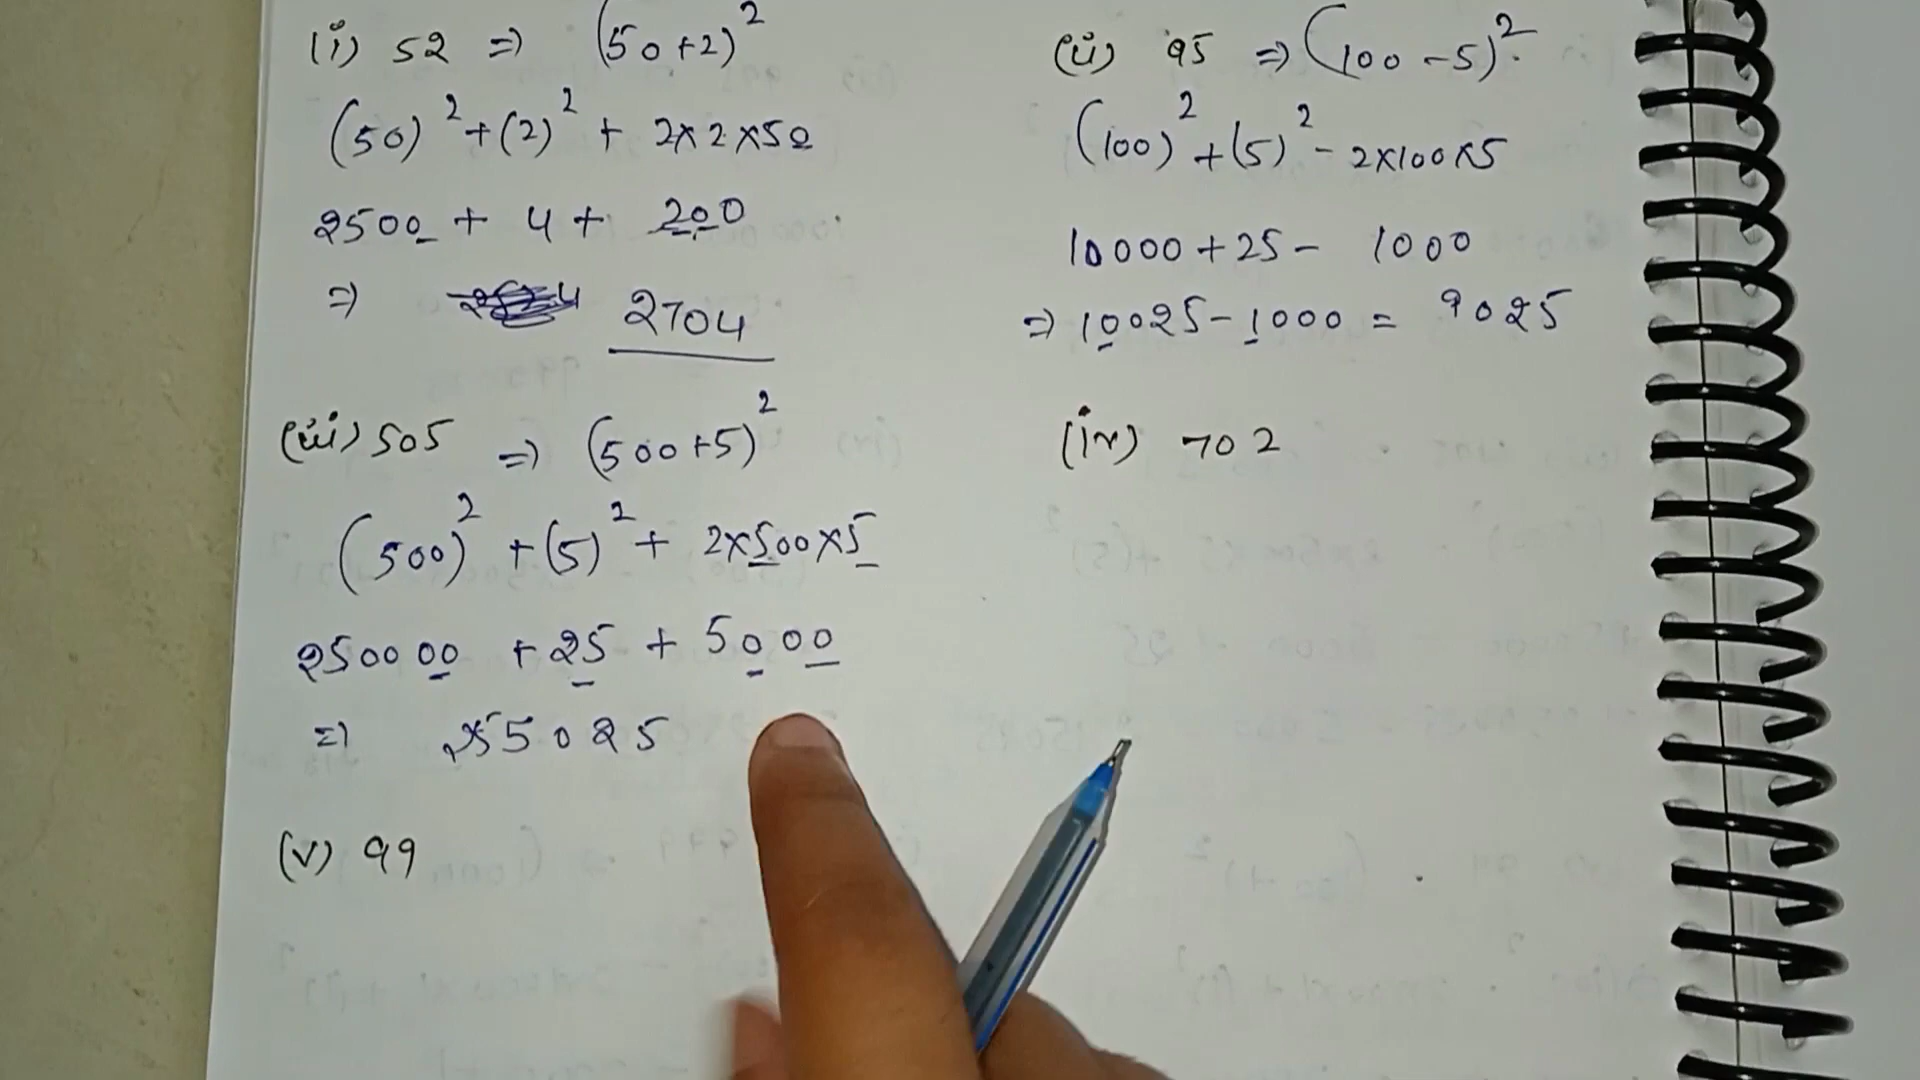 (i) 52 => (50+2)²
(50)²+(2)² + 2×2×50
2500 + 4 + 200
=> 2704
(ii) 95 => (100-5)².
(100)²+(5)² - 2×100×5
10000+25- 1000
=> 10025-1000 = 9025
(iii) 505 => (500+5)²
(500)² +(5)² + 2×500×5
250000 +25 + 5000
=> 255025
(iv) 702
(v) 99